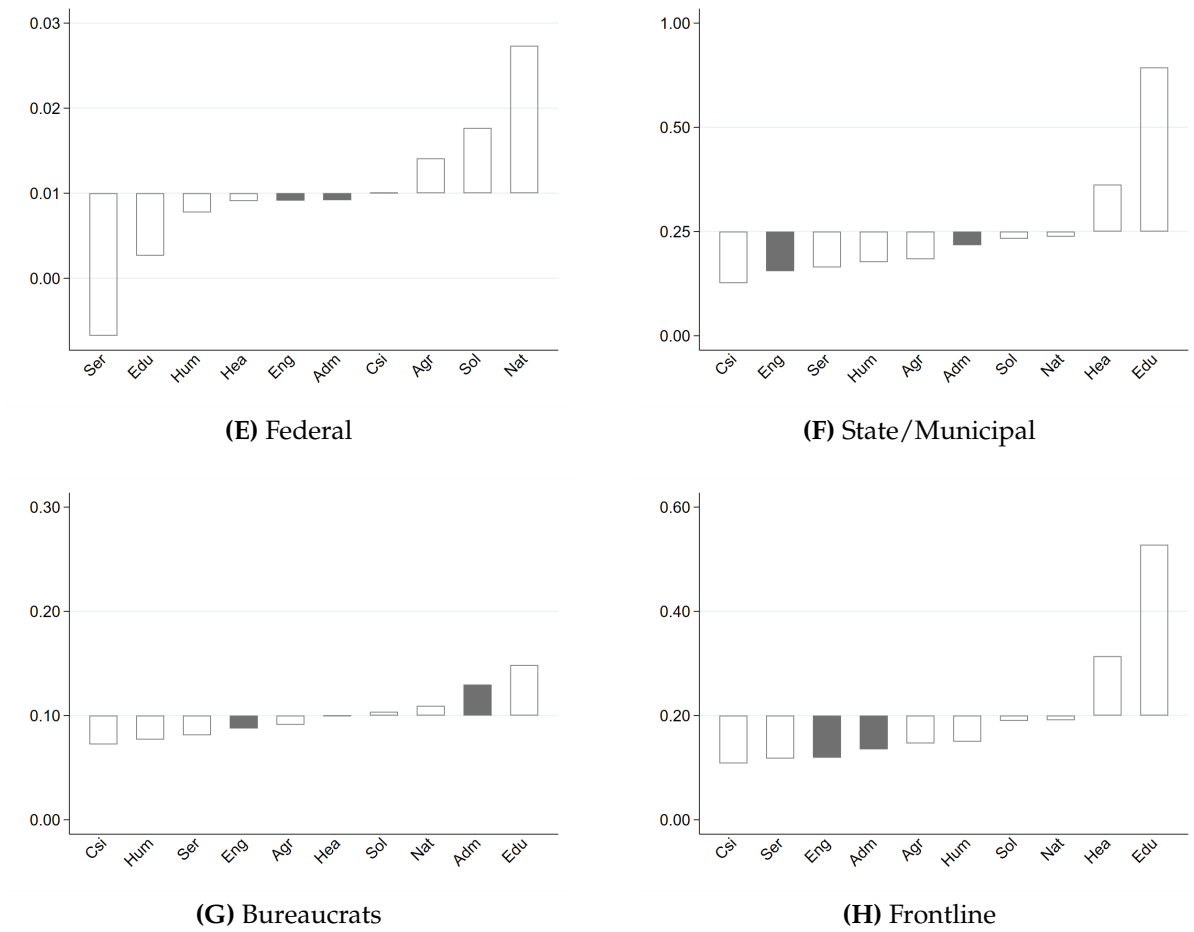 0.03
0.02
0.01
0.00
Ser Edu Hum Hea Eng Adm Csi Agr Sol Nat
(E) Federal
1.00
0.50
0.25
0.00
Csi Eng Ser Hum Agr Adm Sol Nat Hea Edu
(F) State/Municipal
0.30
0.20
0.10
0.00
Csi Hum Ser Eng Agr Hea Sol Nat Adm Edu
(G) Bureaucrats
0.60
0.40
0.20
0.00
Csi Ser Eng Adm Agr Hum Sol Nat Hea Edu
(H) Frontline